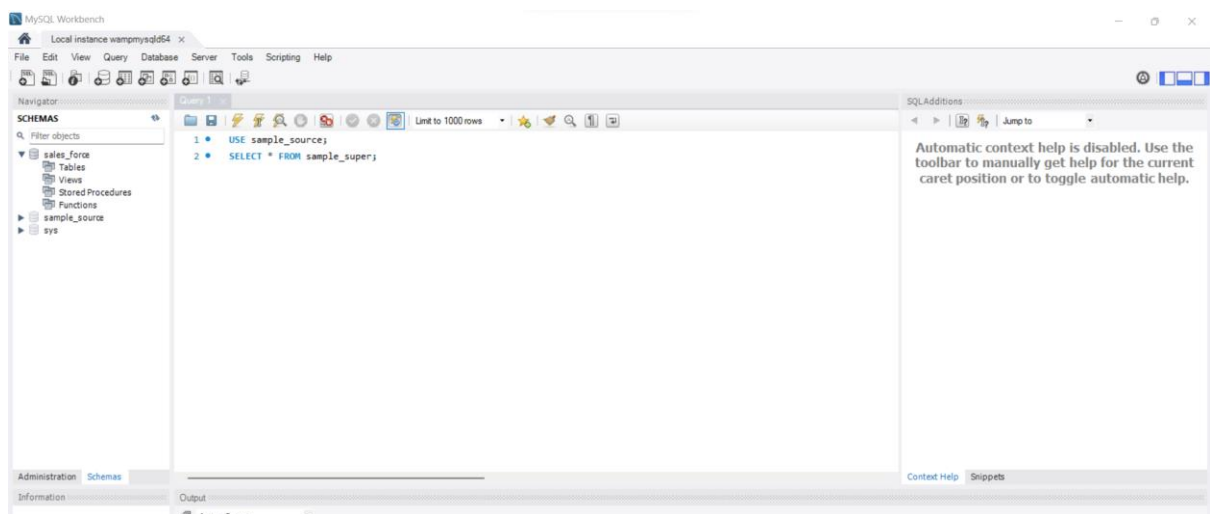 MySQL Workbench
Local instance wampmysqld64 ×
File Edit View Query Database Server Tools Scripting Help
Navigator
SCHEMAS
Filter objects
sales_force
Tables
Views
Stored Procedures
Functions
sample_source
sys
Administration Schemas
Information
Query 1
Limit to 1000 rows
1 USE sample_source;
2 SELECT * FROM sample_super;
Output
SQLAdditions
Jump to
Automatic context help is disabled. Use the
toolbar to manually get help for the current
caret position or to toggle automatic help.
Context Help Snippets